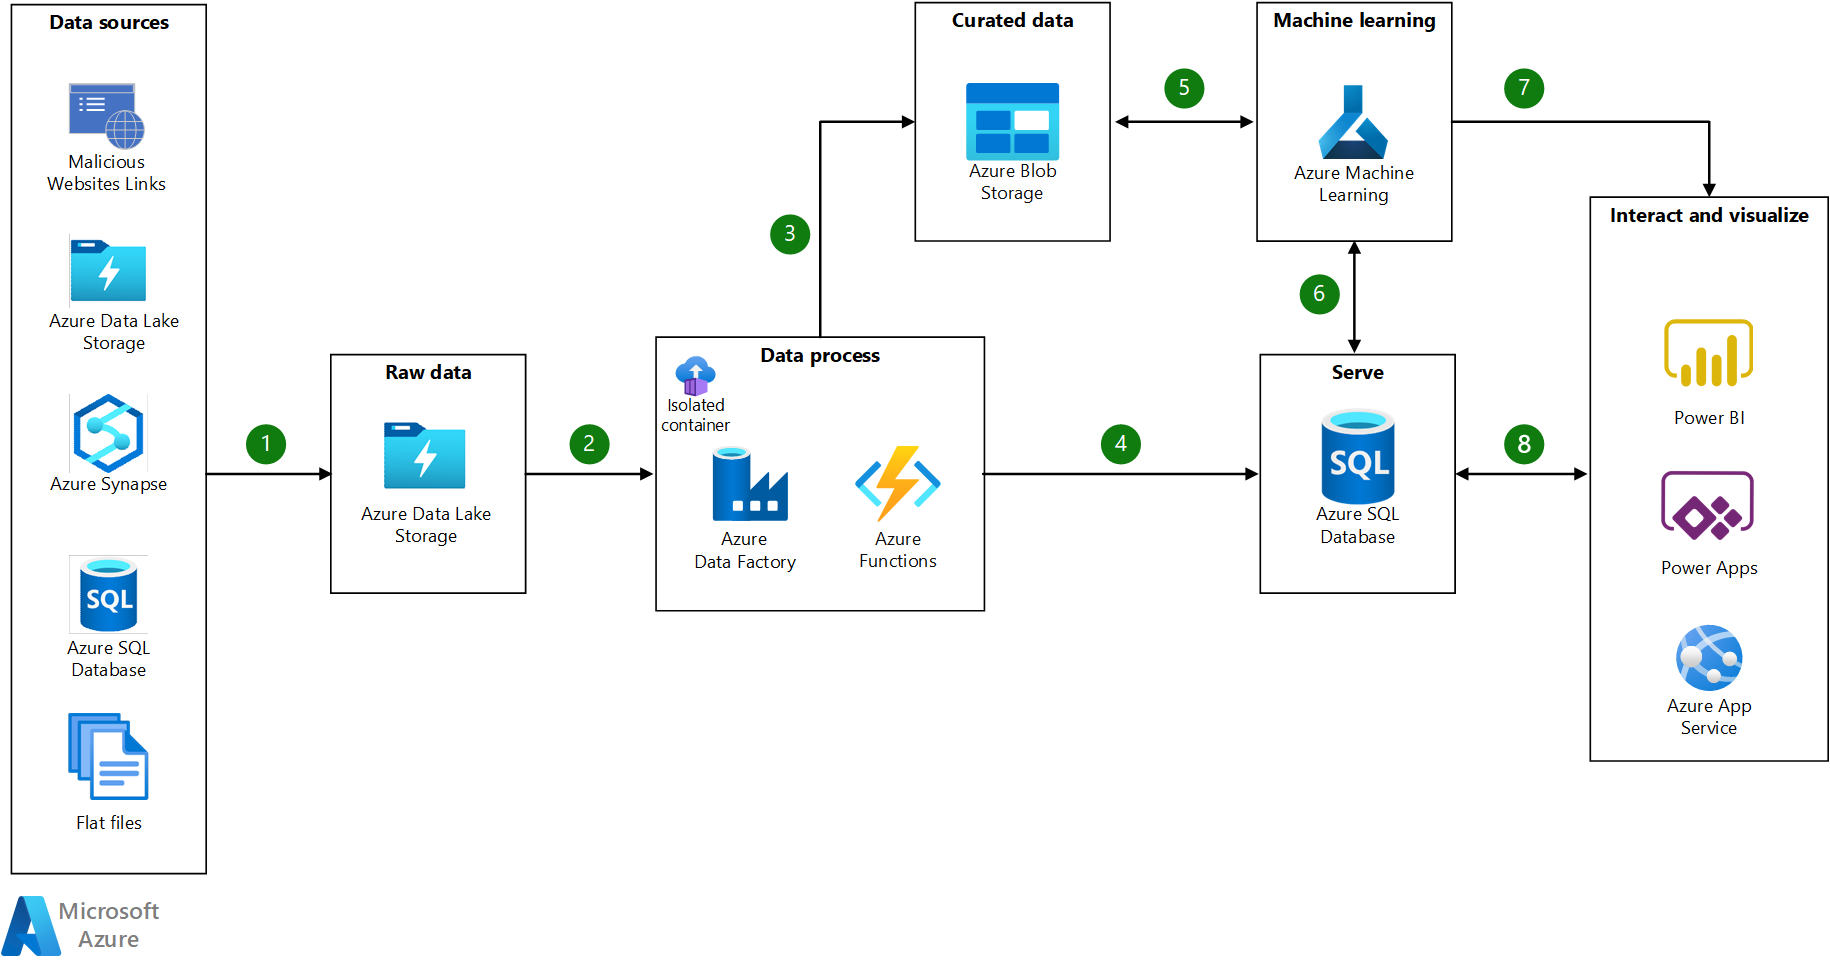 Data sources
Malicious
Websites Links
Azure Data Lake
Storage
Azure Synapse
SQL
Azure SQL
Database
Flat files
Microsoft
Azure
1
Raw data
Azure Data Lake
Storage
2
Data process
Isolated
container
Azure
Data Factory
Azure
Functions
3
Curated data
Azure Blob
Storage
4
5
Machine learning
Azure Machine
Learning
6
Serve
SQL
Azure SQL
Database
7
8
Interact and visualize
Power BI
Power Apps
Azure App
Service